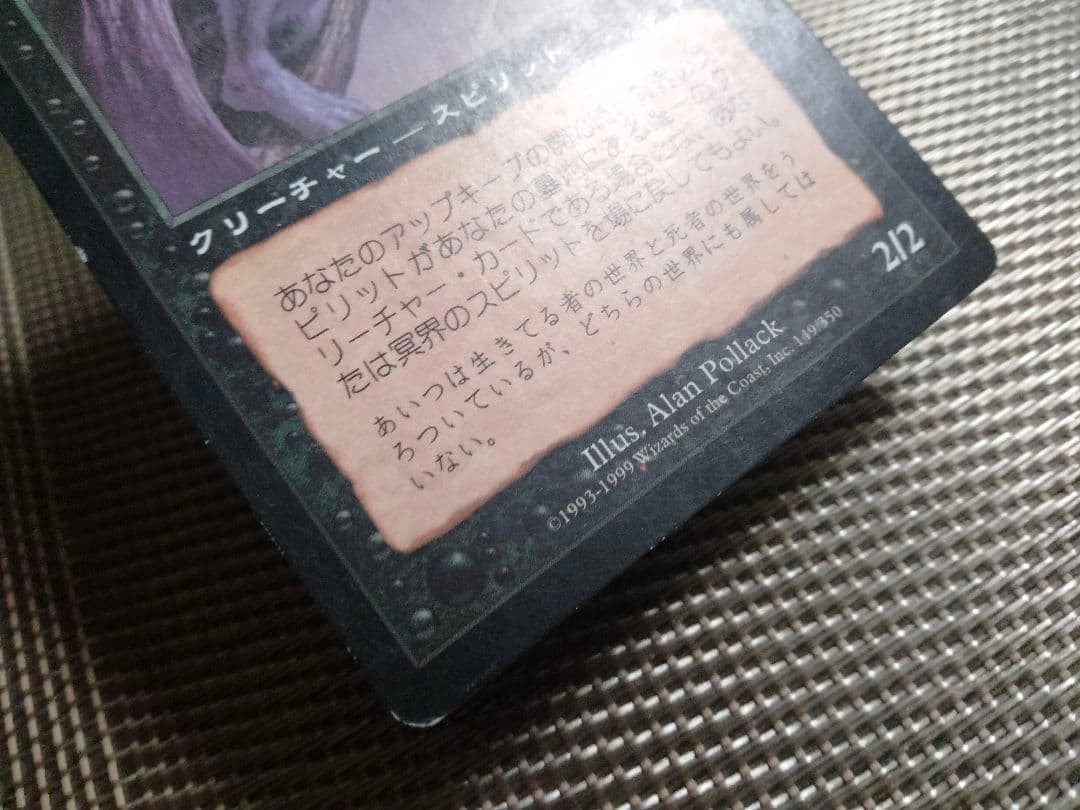 クリーチャー — スピリット
あなたのアップキープの開始時
ピリットがあなたの墓地にある唯一のク
リーチャー・カードである場合に、あな
たは冥界のスピリットを場に戻してもよい。
あいつは生きてる者の世界と死者の世界をう
ろついているが、どちらの世界にも属しては
いない。
2/2
Illus. Alan Pollack
©1993-1999 Wizards of the Coast, Inc. 149/350